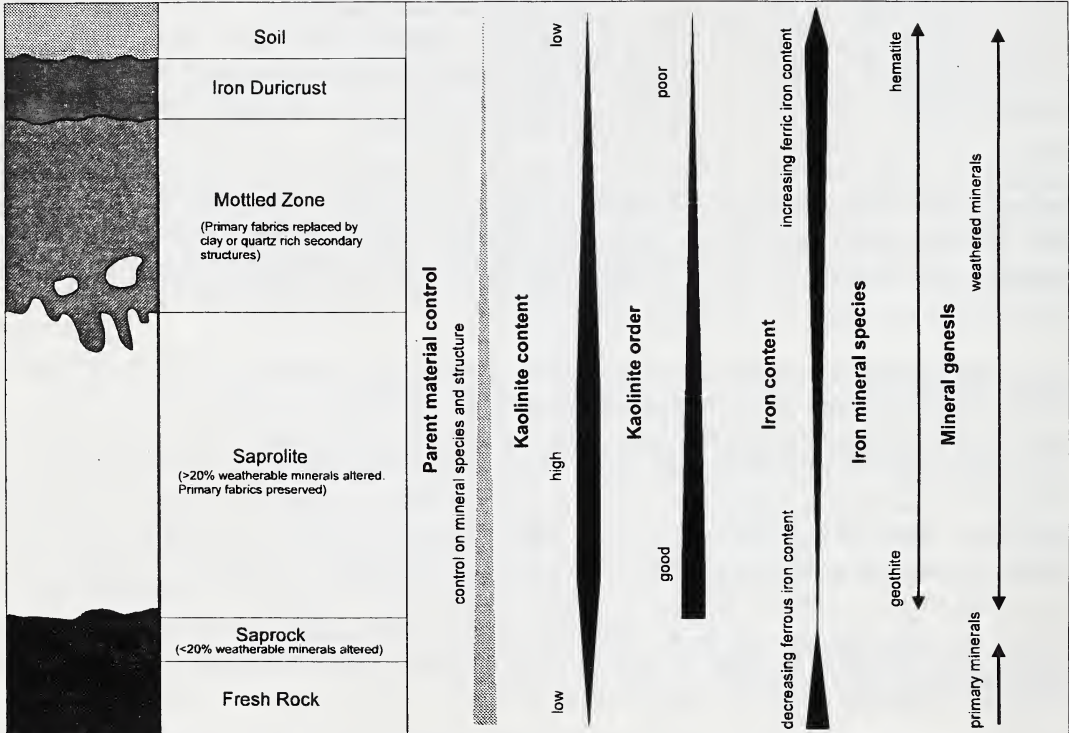 Soil
Iron Duricrust
Mottled Zone
(Primary fabrics replaced by
clay or quartz rich secondary
structures)
Saprolite
(>20% weatherable minerals altered.
Primary fabrics preserved)
Saprock
(<20% weatherable minerals altered)
Fresh Rock
Parent material control
control on mineral species and structure
Kaolinite content
low
high
low
Kaolinite order
poor
good
Iron content
increasing ferric iron content
decreasing ferrous iron content
Iron mineral species
hematite
geothite
Mineral genesis
weathered minerals
primary minerals